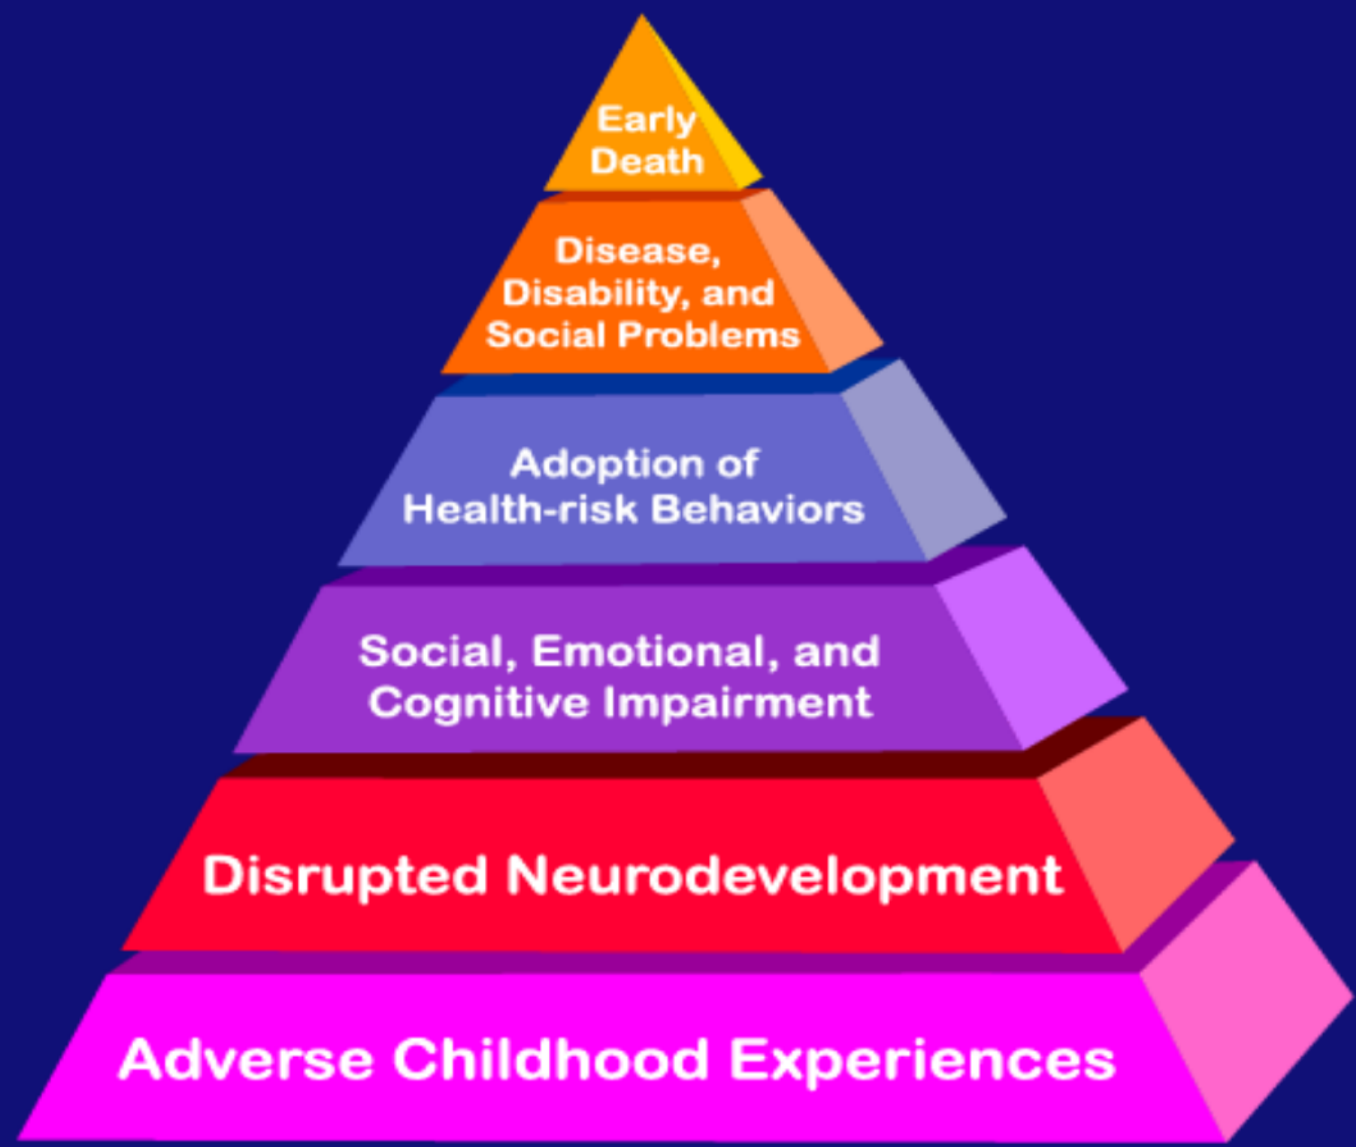 Early
Death
Disease,
Disability, and
Social Problems
Adoption of
Health-risk Behaviors
Social, Emotional, and
Cognitive Impairment
Disrupted Neurodevelopment
Adverse Childhood Experiences